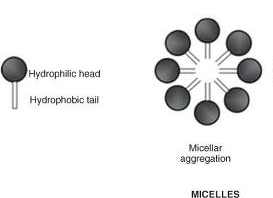 Hydrophilic head
Hydrophobic tail
Micellar
aggregation
MICELLES